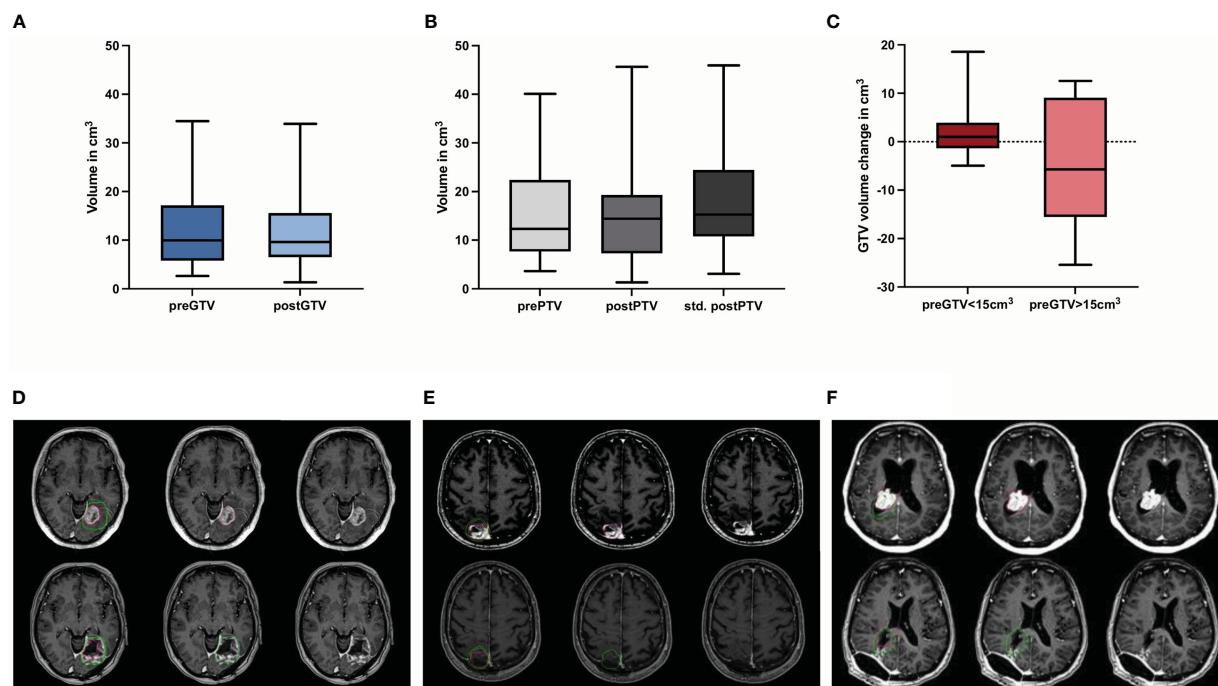 A
50
40
30
20
10
0
Volume in cm³
preGTV
postGTV
B
50
40
30
20
10
0
Volume in cm³
prePTV
postPTV
std. postPTV
C
20
10
0
-10
-20
-30
GTV volume change in cm³
preGTV<15cm³
preGTV>15cm³
D
E
F